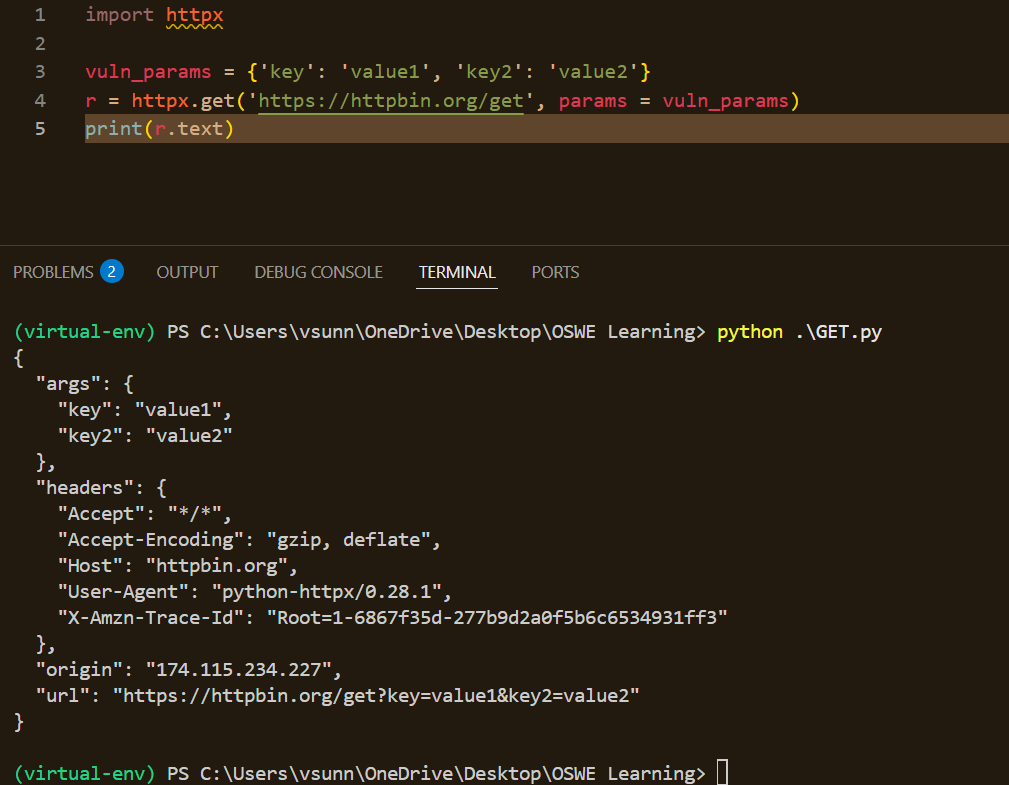 1 import httpx
2
3 vuln_params = {'key': 'value1', 'key2': 'value2'}
4 r = httpx.get('https://httpbin.org/get', params = vuln_params)
5 print(r.text)
PROBLEMS 2 OUTPUT DEBUG CONSOLE TERMINAL PORTS
(virtual-env) PS C:\Users\vsunn\OneDrive\Desktop\OSWE Learning> python .\GET.py
{
  "args": {
    "key": "value1",
    "key2": "value2"
  },
  "headers": {
    "Accept": "*/*",
    "Accept-Encoding": "gzip, deflate",
    "Host": "httpbin.org",
    "User-Agent": "python-httpx/0.28.1",
    "X-Amzn-Trace-Id": "Root=1-6867f35d-277b9d2a0f5b6c6534931ff3"
  },
  "origin": "174.115.234.227",
  "url": "https://httpbin.org/get?key=value1&key2=value2"
}
(virtual-env) PS C:\Users\vsunn\OneDrive\Desktop\OSWE Learning>